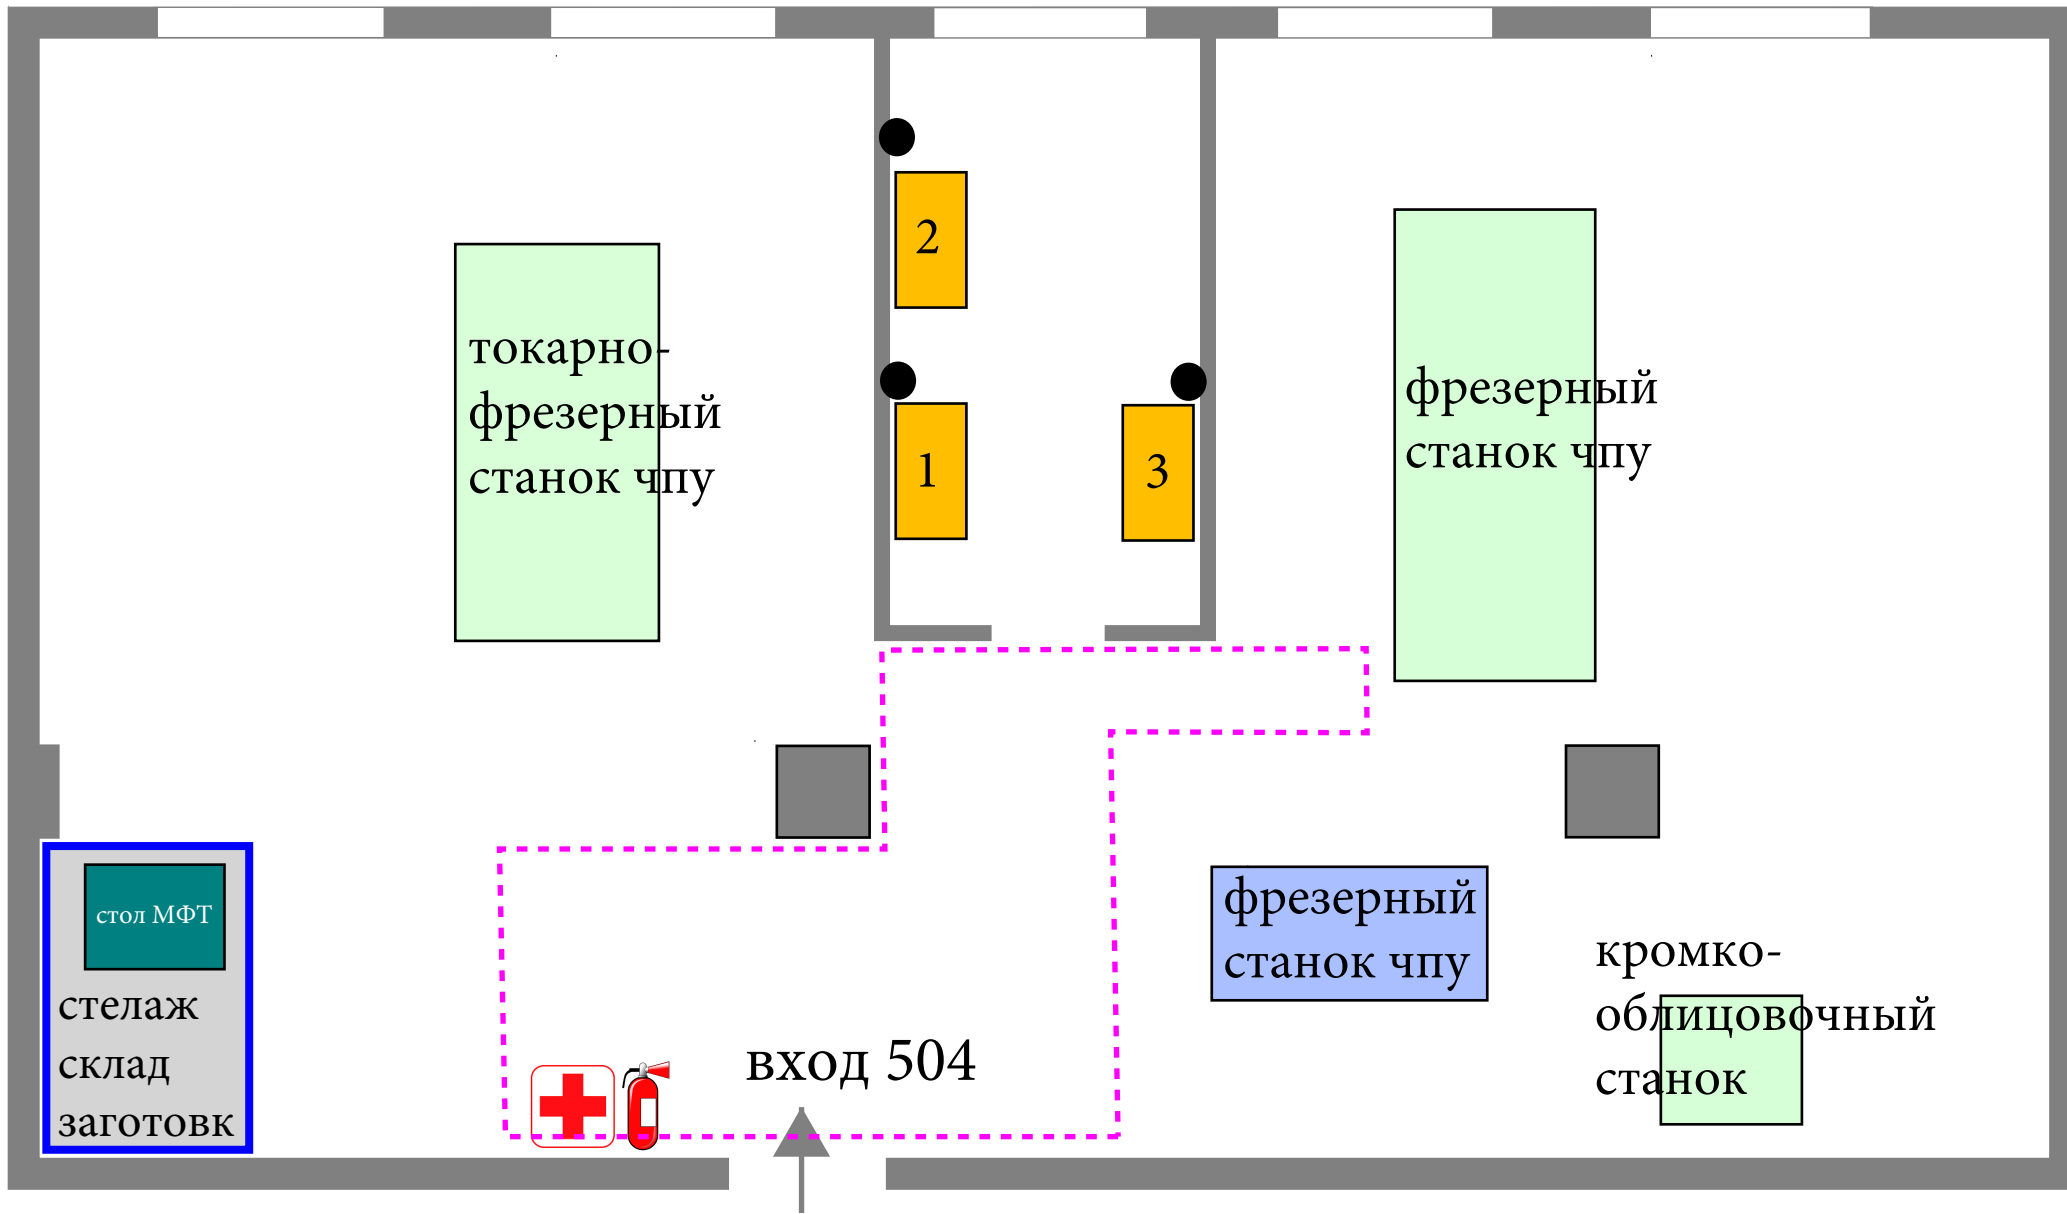 2
токарно-
фрезерный
станок чпу
фрезерный
станок чпу
1
3
стол МФТ
стелаж
склад
заготовк
фрезерный
станок чпу
кромко-
облицовочный
станок
вход 504